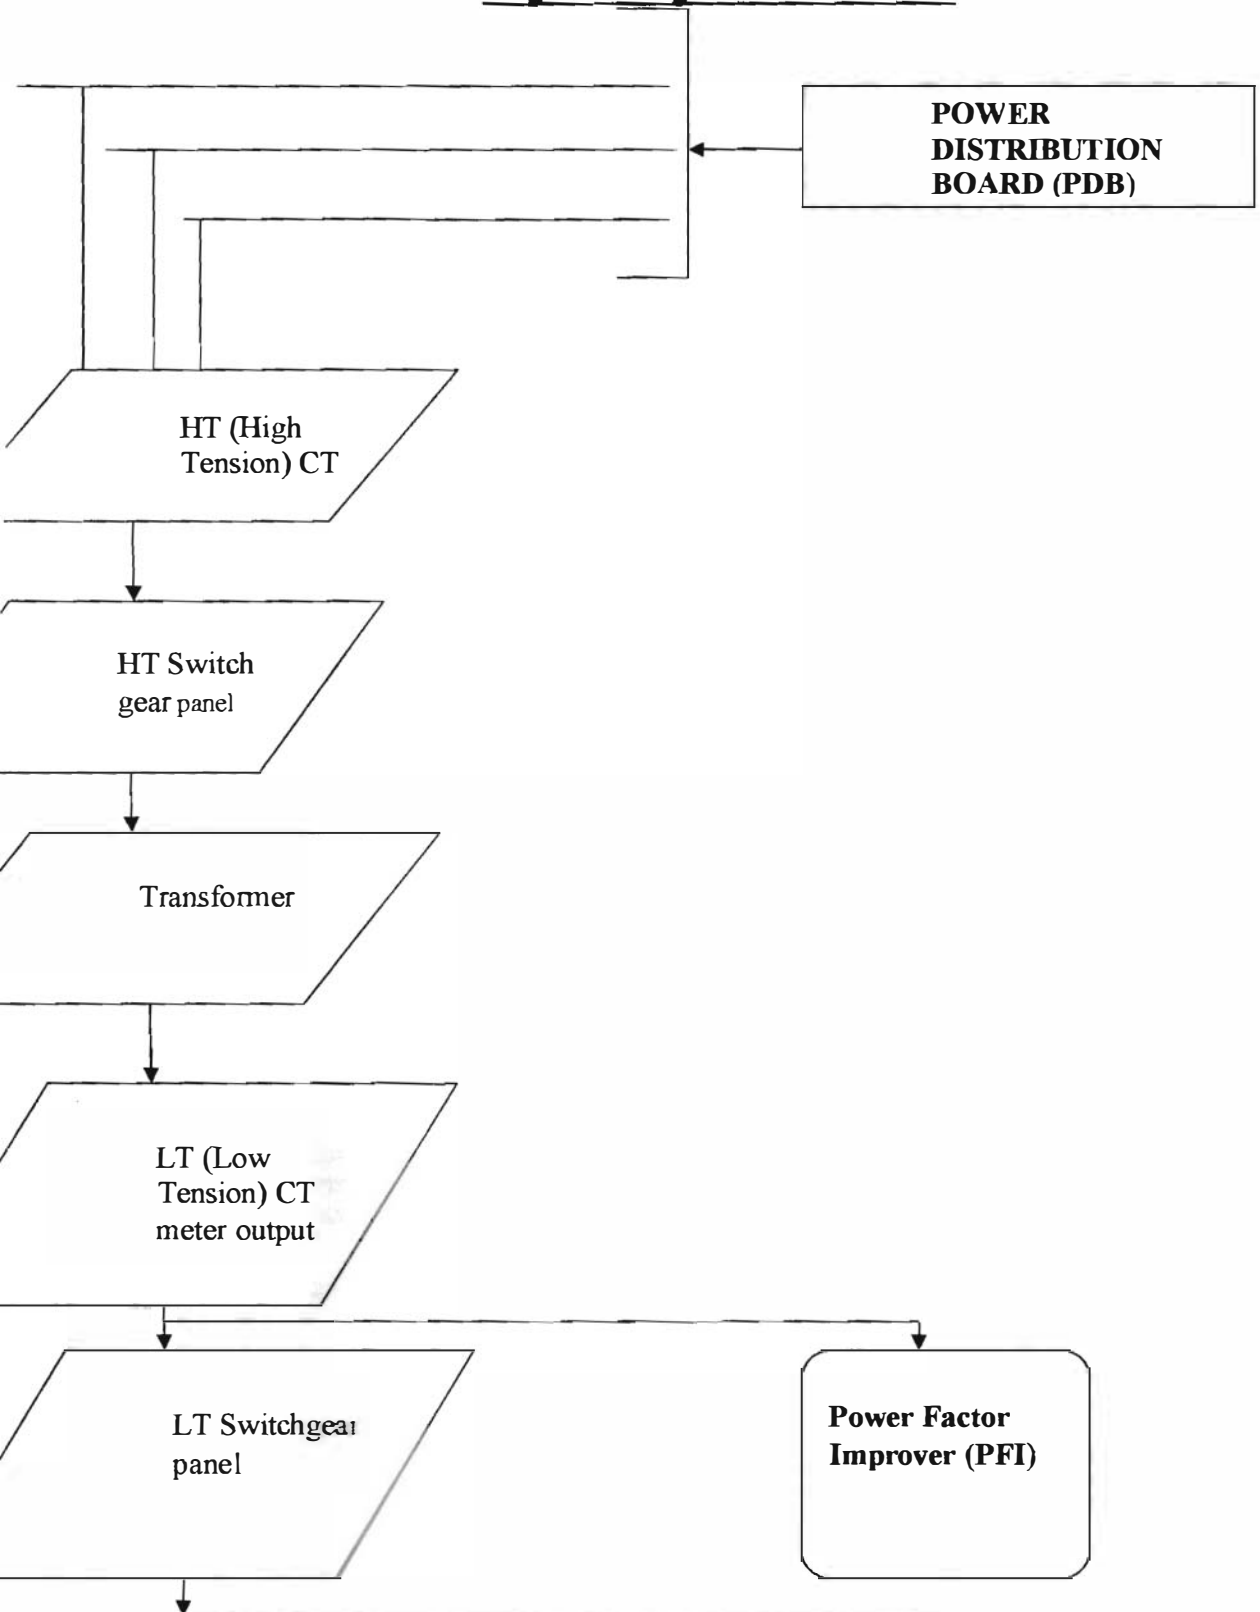 POWER
DISTRIBUTION
BOARD (PDB)
HT (High
Tension) CT
HT Switch
gear panel
Transformer
LT (Low
Tension) CT
meter output
LT Switchgear
panel
Power Factor
Improver (PFI)